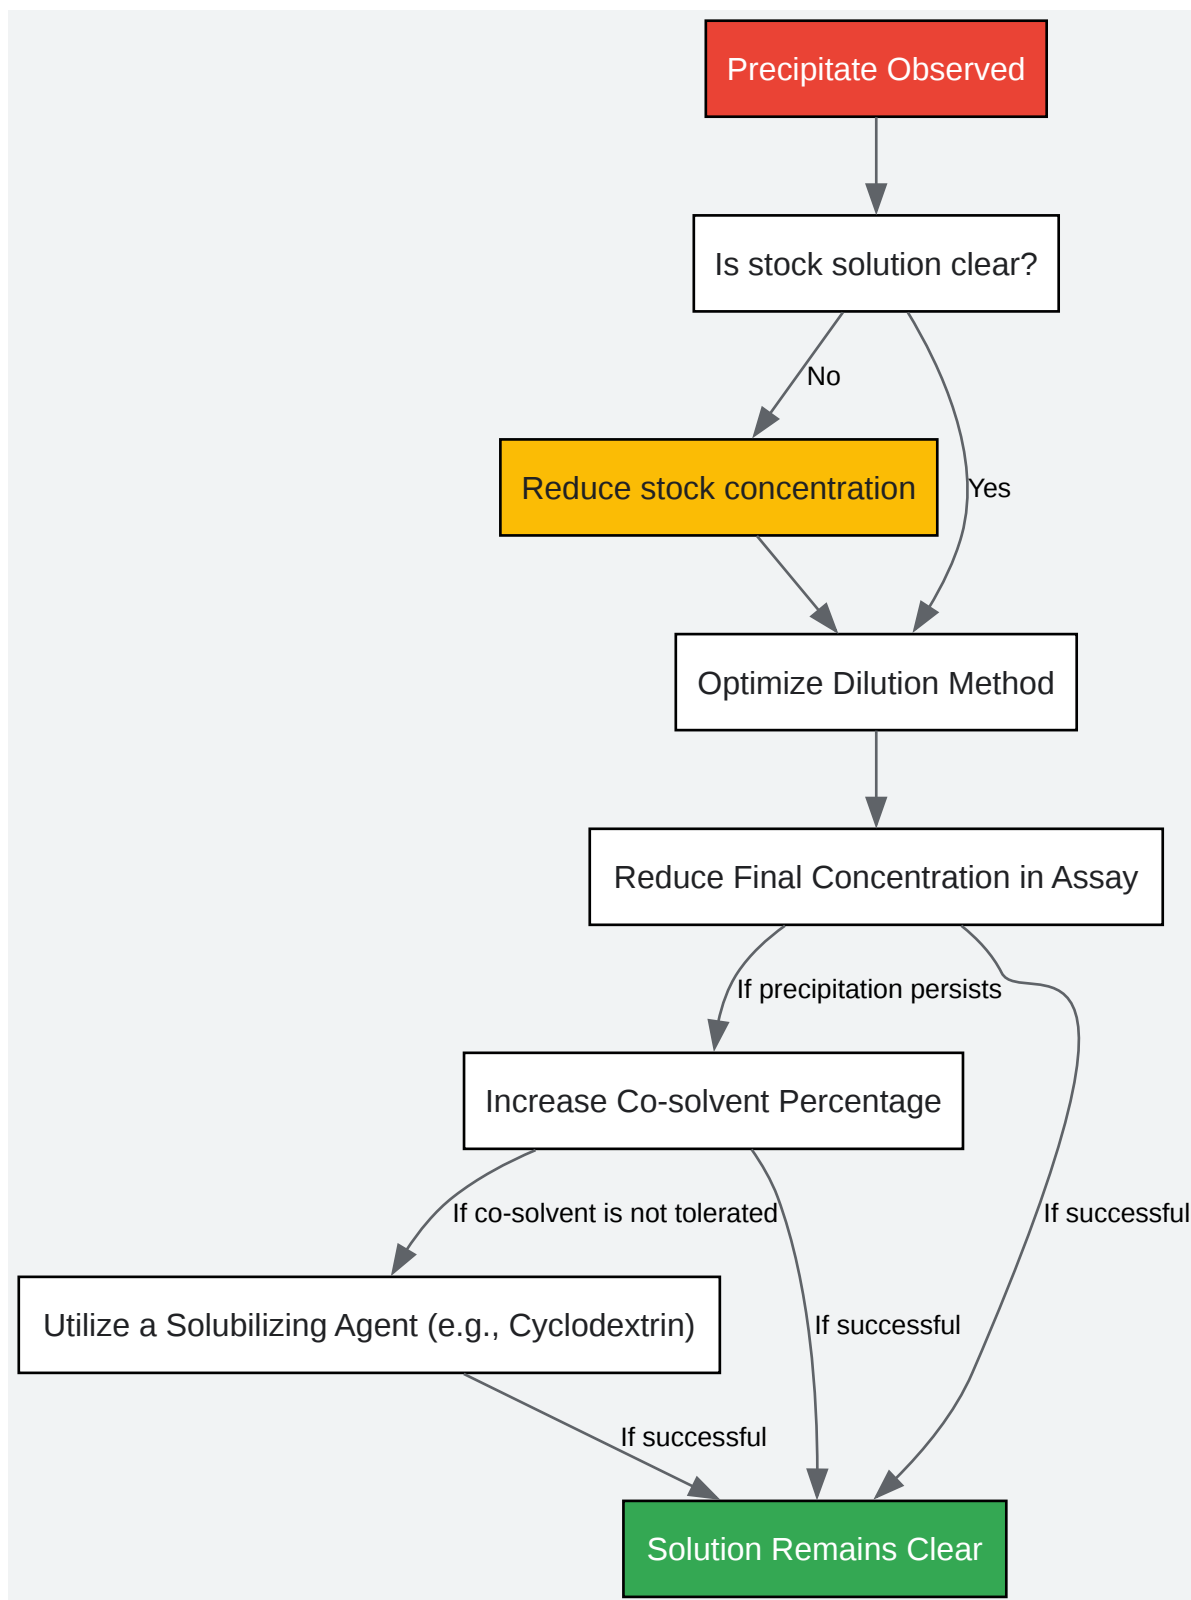 Precipitate Observed
Is stock solution clear?
No
Reduce stock concentration
Yes
Optimize Dilution Method
Reduce Final Concentration in Assay
If precipitation persists
Increase Co-solvent Percentage
If co-solvent is not tolerated
If successful
Utilize a Solubilizing Agent (e.g., Cyclodextrin)
If successful
If successful
Solution Remains Clear